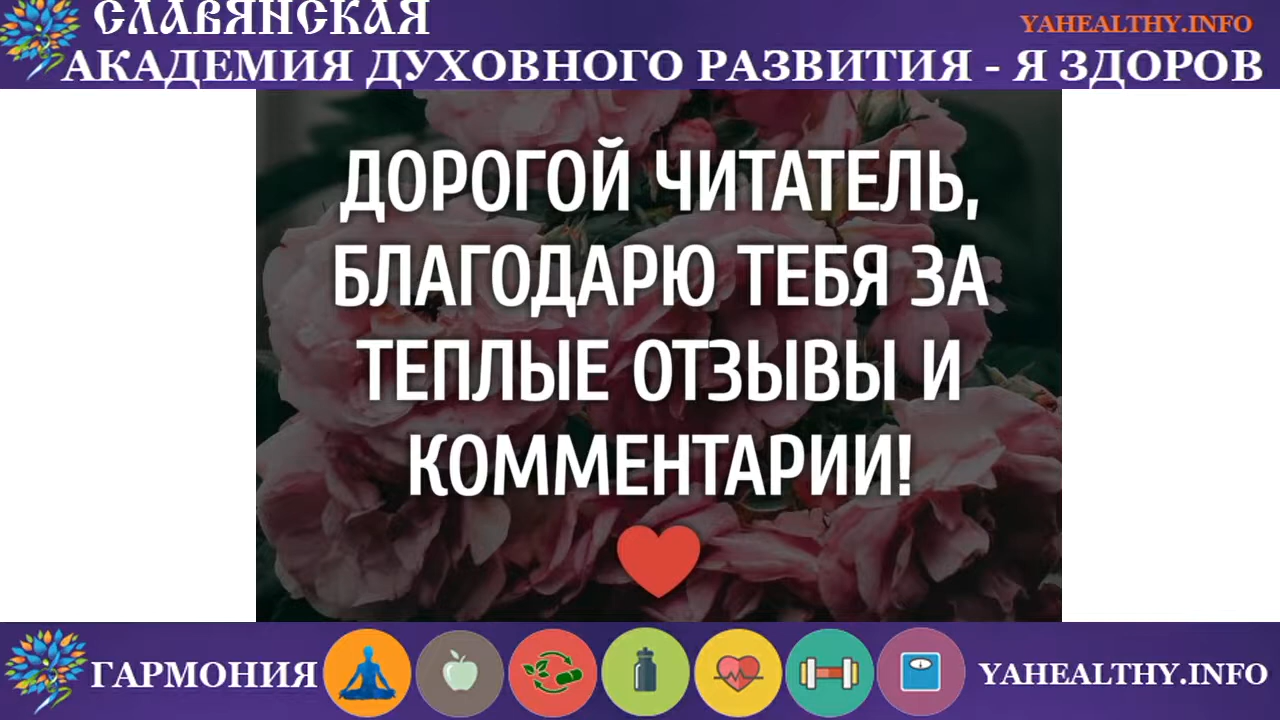 СЛАВЯНСКАЯ
YAHEALTHY.INFO
АКАДЕМИЯ ДУХОВНОГО РАЗВИТИЯ - Я ЗДОРОВ
ДОРОГОЙ ЧИТАТЕЛЬ,
БЛАГОДАРЮ ТЕБЯ ЗА
ТЕПЛЫЕ ОТЗЫВЫ И
КОММЕНТАРИИ!
ГАРМОНИЯ
YAHEALTHY.INFO